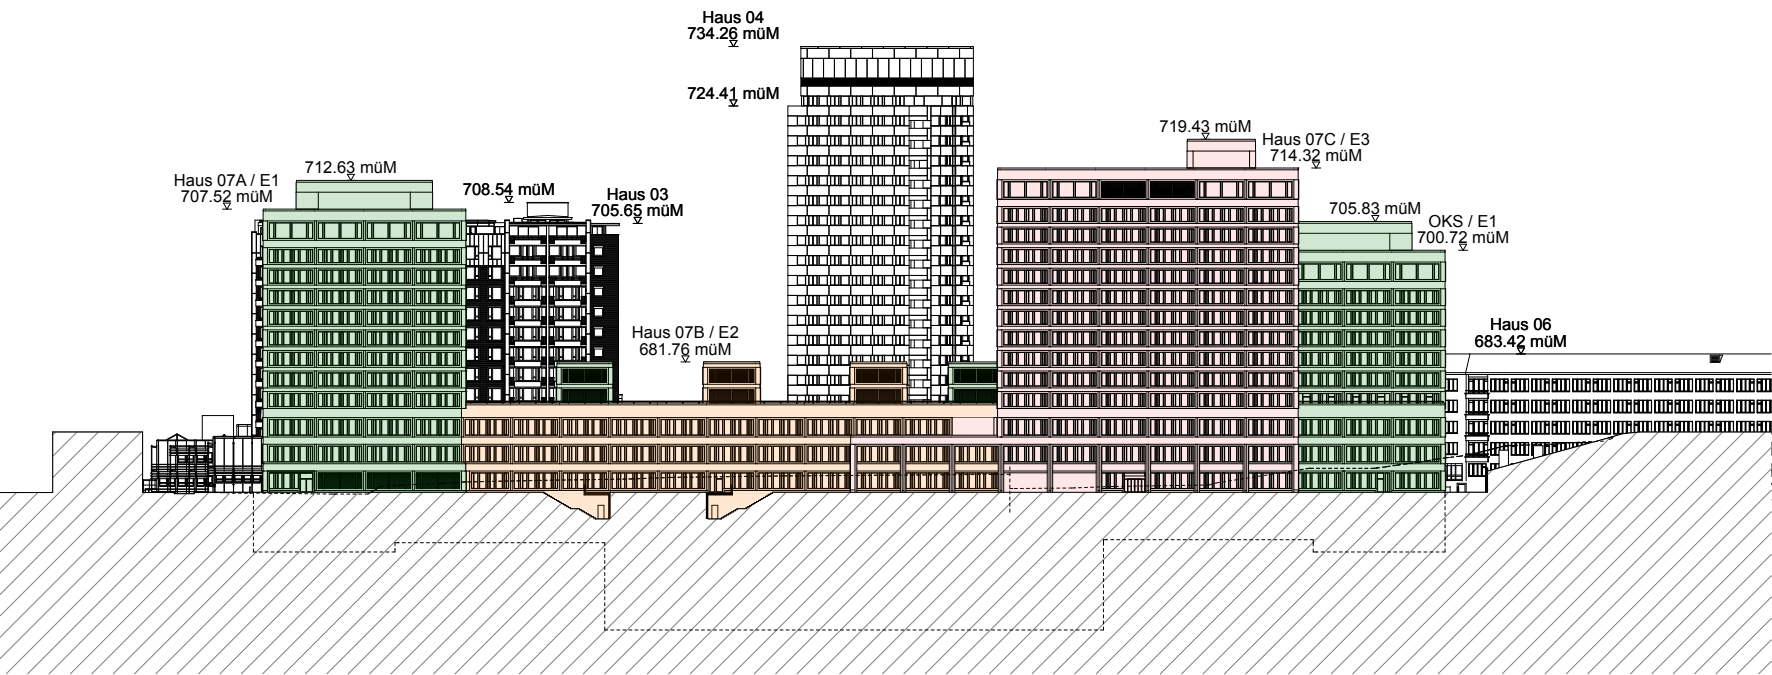 Haus 04
734.26 müM
724.41 müM
719.43 müM
Haus 07C / E3
714.32 müM
712.63 müM
Haus 07A / E1
707.52 müM
708.54 müM
Haus 03
705.65 müM
705.83 müM
OKS / E1
700.72 müM
Haus 07B / E2
681.76 müM
Haus 06
683.42 müM